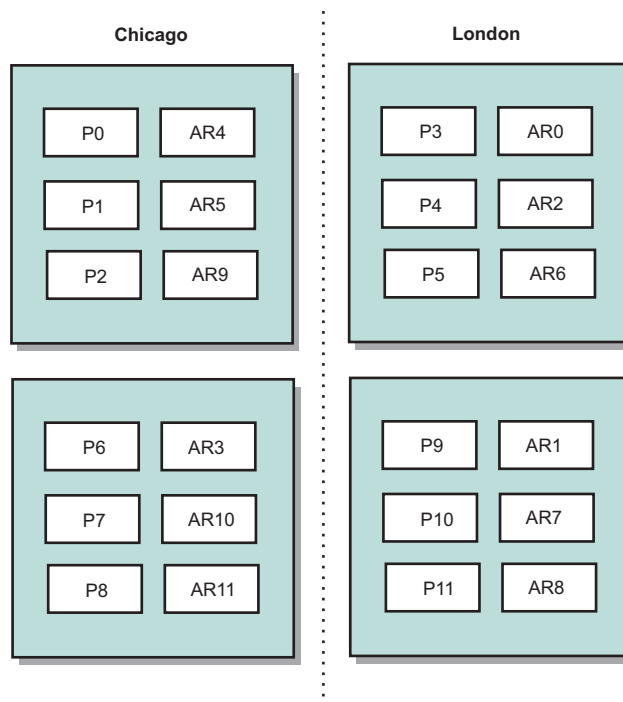 Chicago
London
P0 AR4
P1 AR5
P2 AR9
P3 AR0
P4 AR2
P5 AR6
P6 AR3
P7 AR10
P8 AR11
P9 AR1
P10 AR7
P11 AR8